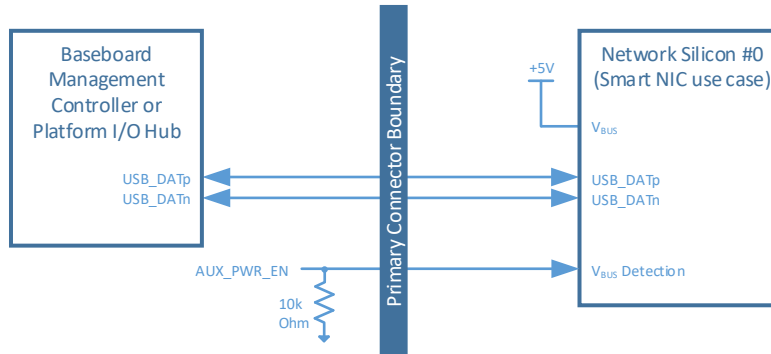 Baseboard
Management
Controller or
Platform I/O Hub
USB_DATp
USB_DATn
AUX_PWR_EN
10k
Ohm
Primary Connector Boundary
Network Silicon #0
(Smart NIC use case)
+5V
VBUS
USB_DATp
USB_DATn
VBUS Detection